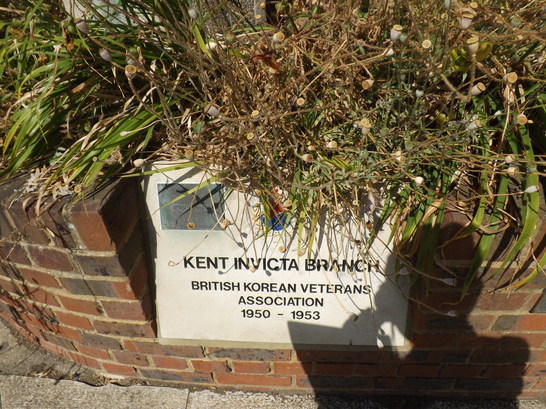 KENT INVICTA BRANCH
BRITISH KOREAN VETERANS
ASSOCIATION
1950 - 1953